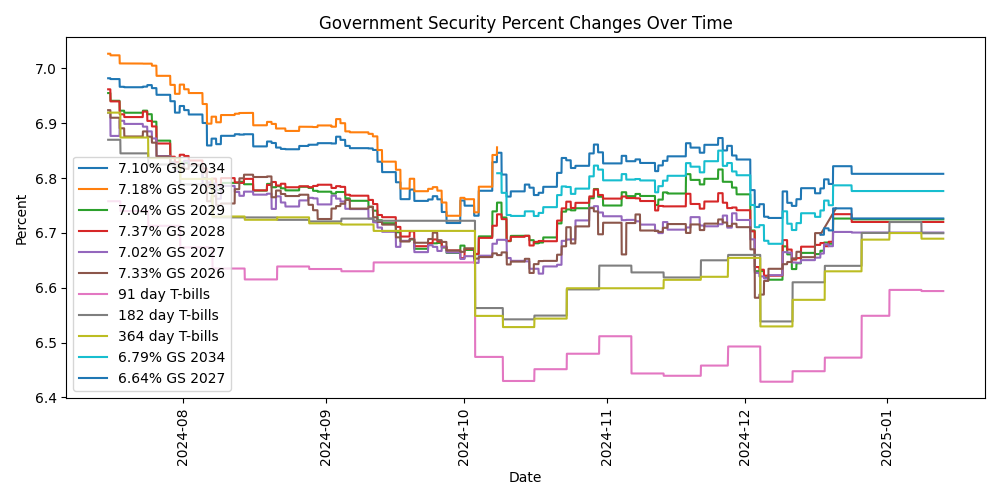 Government Security Percent Changes Over Time
Percent
7.0
6.9
6.8
6.7
6.6
6.5
6.4
7.10% GS 2034
7.18% GS 2033
7.04% GS 2029
7.37% GS 2028
7.02% GS 2027
7.33% GS 2026
91 day T-bills
182 day T-bills
364 day T-bills
6.79% GS 2034
6.64% GS 2027
2024-08
2024-09
2024-10
2024-11
2024-12
2025-01
Date